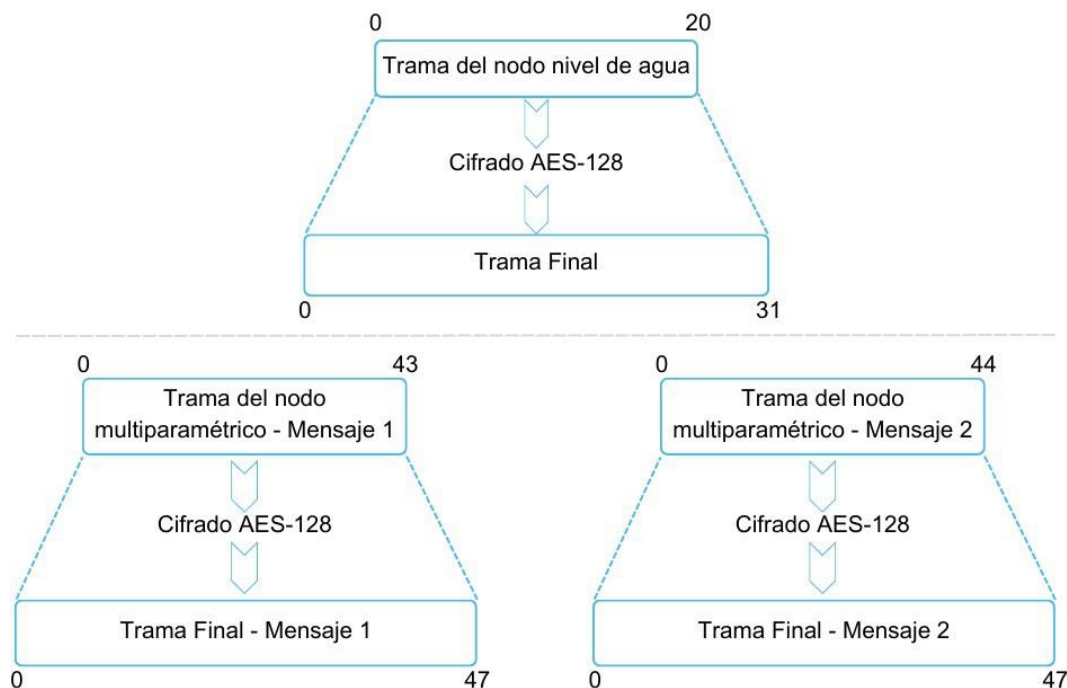 0 20
Trama del nodo nivel de agua
Cifrado AES-128
Trama Final
0 31
0 43
Trama del nodo
multiparamétrico - Mensaje 1
Cifrado AES-128
Trama Final - Mensaje 1
0 47
0 44
Trama del nodo
multiparamétrico - Mensaje 2
Cifrado AES-128
Trama Final - Mensaje 2
0 47